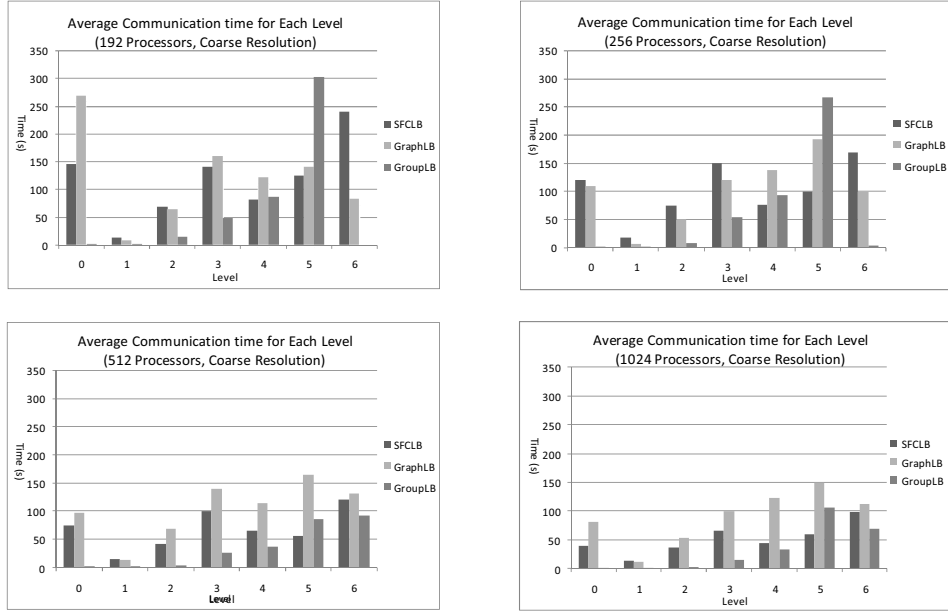 Average Communication time for Each Level
(192 Processors, Coarse Resolution)
350
300
250
200
150
100
50
0
Time (s)
0 1 2 3 4 5 6
Level
SFCLB
GraphLB
GroupLB
Average Communication time for Each Level
(256 Processors, Coarse Resolution)
350
300
250
200
150
100
50
0
Time (s)
0 1 2 3 4 5 6
Level
SFCLB
GraphLB
GroupLB
Average Communication time for Each Level
(512 Processors, Coarse Resolution)
350
300
250
200
150
100
50
0
Time (s)
0 1 2 3 4 5 6
Level
SFCLB
GraphLB
GroupLB
Average Communication time for Each Level
(1024 Processors, Coarse Resolution)
350
300
250
200
150
100
50
0
Time (s)
0 1 2 3 4 5 6
Level
SFCLB
GraphLB
GroupLB